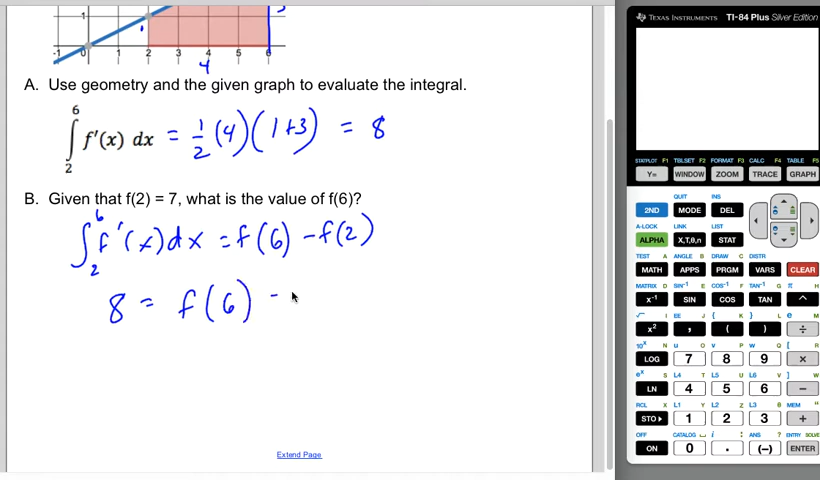 1
1
3
-1 0 1 2 3 4 5 6
4
A. Use geometry and the given graph to evaluate the integral.
6 ∫ 2 f'(x) dx = 1/2 (4)(1+3) = 8
B. Given that f(2) = 7, what is the value of f(6)?
∫ 6 2 f'(x)dx = f(6) - f(2)
8 = f(6) -
Extend Page
TEXAS INSTRUMENTS TI-84 Plus Silver Edition
STATPLOT F1 TBLSET F2 FORMAT F3 CALC F4 TABLE F5
Y= WINDOW ZOOM TRACE GRAPH
QUIT INS
2ND MODE DEL
A-LOCK LINK LIST
ALPHA X,T,θ,n STAT
TEST A ANGLE B DRAW C DISTR
MATH APPS PRGM VARS CLEAR
MATRIX D SIN⁻¹ E COS⁻¹ F TAN⁻¹ G π H
x⁻¹ SIN COS TAN ^
√ I EE J { K } L e M
x² , ( ) ÷
10ˣ N u O v P w Q [ R
LOG 7 8 9 ×
eˣ S L4 T L5 U L6 V ] W
LN 4 5 6 −
RCL X L1 Y L2 Z L3 θ MEM "
STO▸ 1 2 3 +
OFF CATALOG ⎵ i : ANS ? ENTRY SOLVE
ON 0 . (−) ENTER